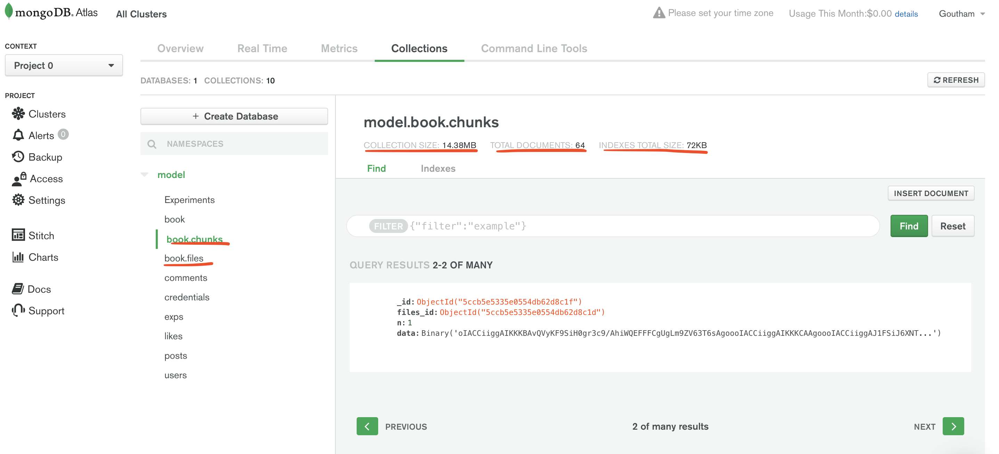 mongoDB. Atlas All Clusters Please set your time zone Usage This Month:$0.00 details Goutham
CONTEXT
Project 0
PROJECT
Clusters
Alerts 0
Backup
Access
Settings
Stitch
Charts
Docs
Support
Overview Real Time Metrics Collections Command Line Tools
DATABASES: 1 COLLECTIONS: 10 REFRESH
+ Create Database
NAMESPACES
model
Experiments
book
book.chunks
book.files
comments
credentials
exps
likes
posts
users
model.book.chunks
COLLECTION SIZE: 14.38MB TOTAL DOCUMENTS: 64 INDEXES TOTAL SIZE: 72KB
Find Indexes
INSERT DOCUMENT
FILTER {"filter":"example"} Find Reset
QUERY RESULTS 2-2 OF MANY
_id: ObjectId("5ccb5e5335e0554db62d8c1f")
files_id: ObjectId("5ccb5e5335e0554db62d8c1d")
n: 1
data: Binary('oIACCiiggAIKKKBAvQVyKF9SiH0gr3c9/AhiWQEFFFCgUgLm9ZV63T6sAgoooIACCiiggAIKKKCAAgoooIACCiiggAJ1FSiJ6XNT...')
PREVIOUS 2 of many results NEXT